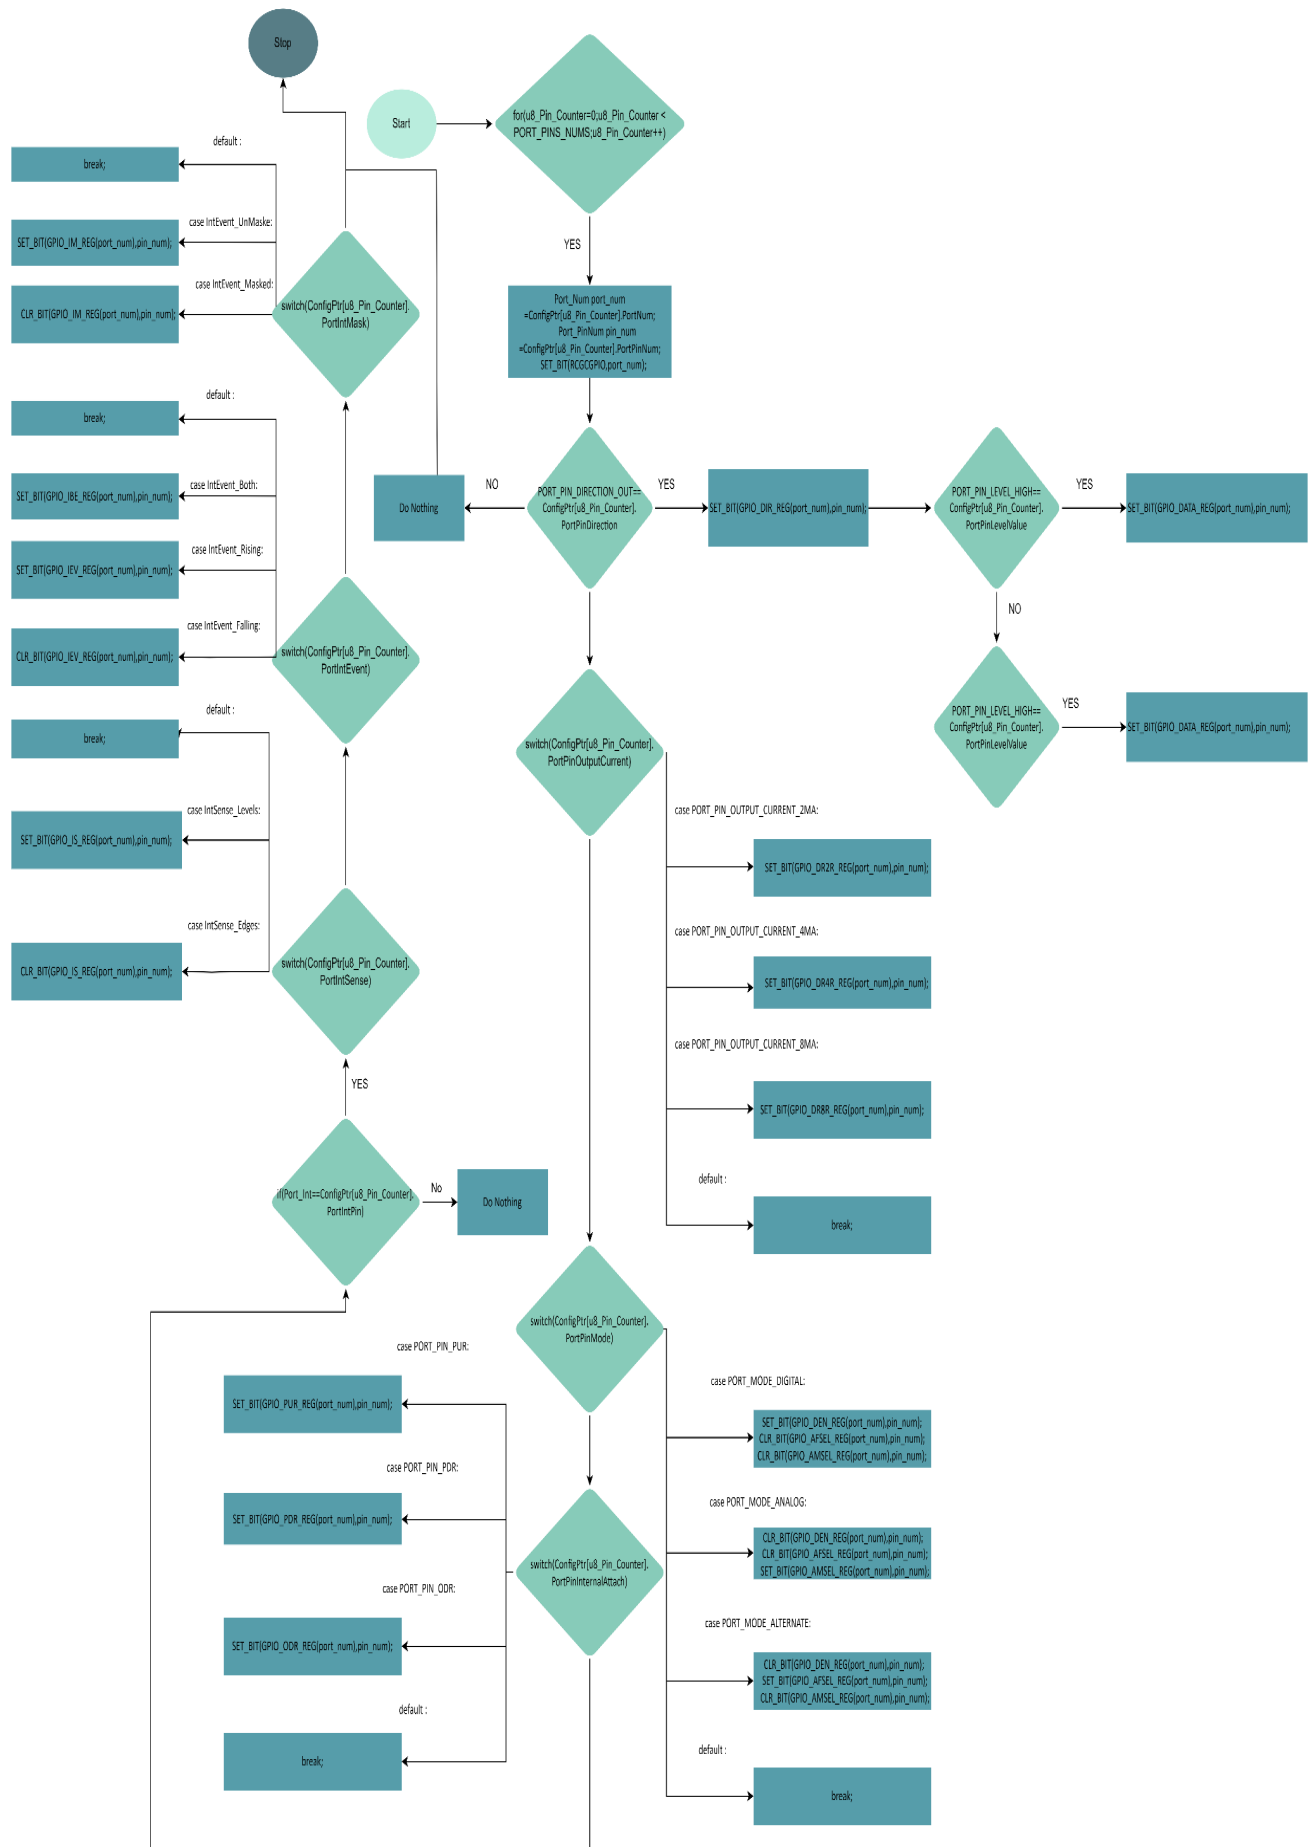 Stop
Start
for(u8_Pin_Counter=0;u8_Pin_Counter <
PORT_PINS_NUMS;u8_Pin_Counter++)
YES
Port_Num port_num
=ConfigPtr[u8_Pin_Counter].PortNum;
Port_PinNum pin_num
=ConfigPtr[u8_Pin_Counter].PortPinNum;
SET_BIT(RCGCGPIO,port_num);
default :
break;
case IntEvent_UnMaske:
SET_BIT(GPIO_IM_REG(port_num),pin_num);
case IntEvent_Masked:
CLR_BIT(GPIO_IM_REG(port_num),pin_num);
switch(ConfigPtr[u8_Pin_Counter].
PortIntMask)
default :
break;
case IntEvent_Both:
SET_BIT(GPIO_IBE_REG(port_num),pin_num);
case IntEvent_Rising:
SET_BIT(GPIO_IEV_REG(port_num),pin_num);
case IntEvent_Falling:
CLR_BIT(GPIO_IEV_REG(port_num),pin_num);
switch(ConfigPtr[u8_Pin_Counter].
PortIntEvent)
Do Nothing
NO
PORT_PIN_DIRECTION_OUT==
ConfigPtr[u8_Pin_Counter].
PortPinDirection
YES
SET_BIT(GPIO_DIR_REG(port_num),pin_num);
PORT_PIN_LEVEL_HIGH==
ConfigPtr[u8_Pin_Counter].
PortPinLevelValue
YES
SET_BIT(GPIO_DATA_REG(port_num),pin_num);
NO
PORT_PIN_LEVEL_HIGH==
ConfigPtr[u8_Pin_Counter].
PortPinLevelValue
YES
SET_BIT(GPIO_DATA_REG(port_num),pin_num);
default :
break;
case IntSense_Levels:
SET_BIT(GPIO_IS_REG(port_num),pin_num);
case IntSense_Edges:
CLR_BIT(GPIO_IS_REG(port_num),pin_num);
switch(ConfigPtr[u8_Pin_Counter].
PortIntSense)
YES
switch(ConfigPtr[u8_Pin_Counter].
PortPinOutputCurrent)
case PORT_PIN_OUTPUT_CURRENT_2MA:
SET_BIT(GPIO_DR2R_REG(port_num),pin_num);
case PORT_PIN_OUTPUT_CURRENT_4MA:
SET_BIT(GPIO_DR4R_REG(port_num),pin_num);
case PORT_PIN_OUTPUT_CURRENT_8MA:
SET_BIT(GPIO_DR8R_REG(port_num),pin_num);
default :
break;
if(Port_Int==ConfigPtr[u8_Pin_Counter].
PortIntPin)
No
Do Nothing
switch(ConfigPtr[u8_Pin_Counter].
PortPinMode)
case PORT_MODE_DIGITAL:
SET_BIT(GPIO_DEN_REG(port_num),pin_num);
CLR_BIT(GPIO_AFSEL_REG(port_num),pin_num);
CLR_BIT(GPIO_AMSEL_REG(port_num),pin_num);
case PORT_MODE_ANALOG:
CLR_BIT(GPIO_DEN_REG(port_num),pin_num);
CLR_BIT(GPIO_AFSEL_REG(port_num),pin_num);
SET_BIT(GPIO_AMSEL_REG(port_num),pin_num);
case PORT_MODE_ALTERNATE:
CLR_BIT(GPIO_DEN_REG(port_num),pin_num);
SET_BIT(GPIO_AFSEL_REG(port_num),pin_num);
CLR_BIT(GPIO_AMSEL_REG(port_num),pin_num);
default :
break;
case PORT_PIN_PUR:
SET_BIT(GPIO_PUR_REG(port_num),pin_num);
case PORT_PIN_PDR:
SET_BIT(GPIO_PDR_REG(port_num),pin_num);
case PORT_PIN_ODR:
SET_BIT(GPIO_ODR_REG(port_num),pin_num);
default :
break;
switch(ConfigPtr[u8_Pin_Counter].
PortPinInternalAttach)